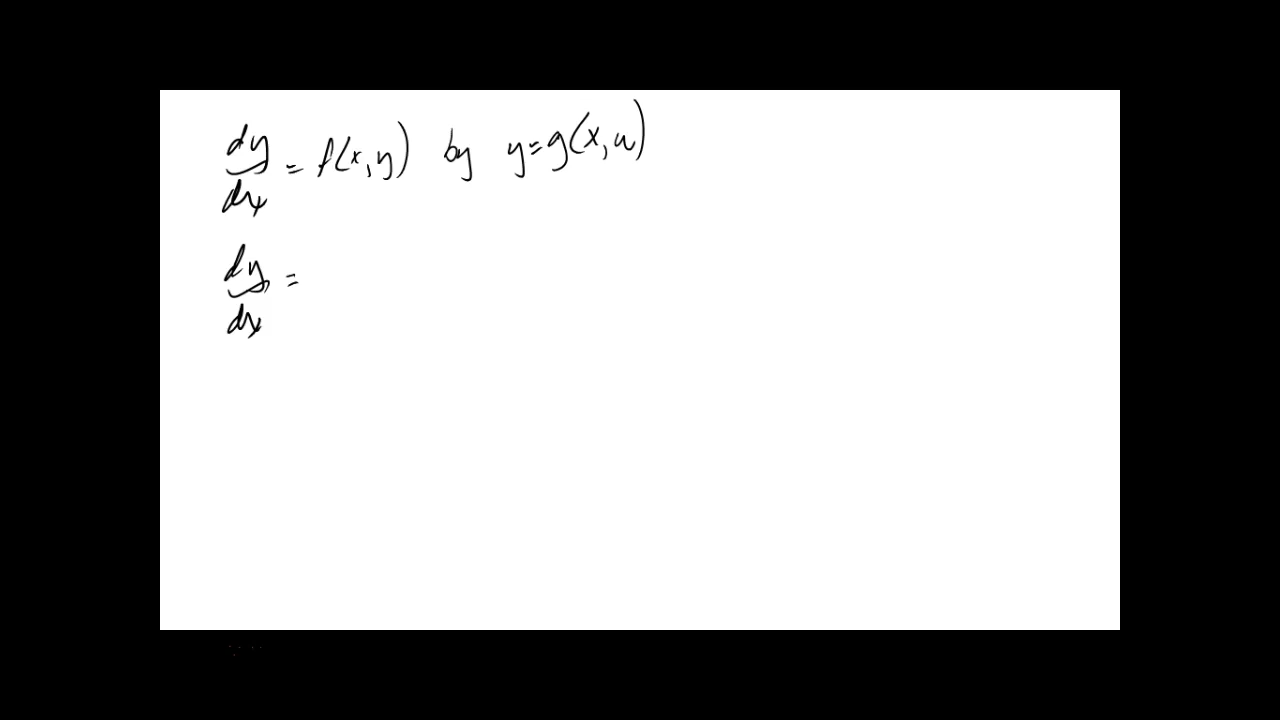 dy/dx = f(x,y) by y=g(x,u)
dy/dx =